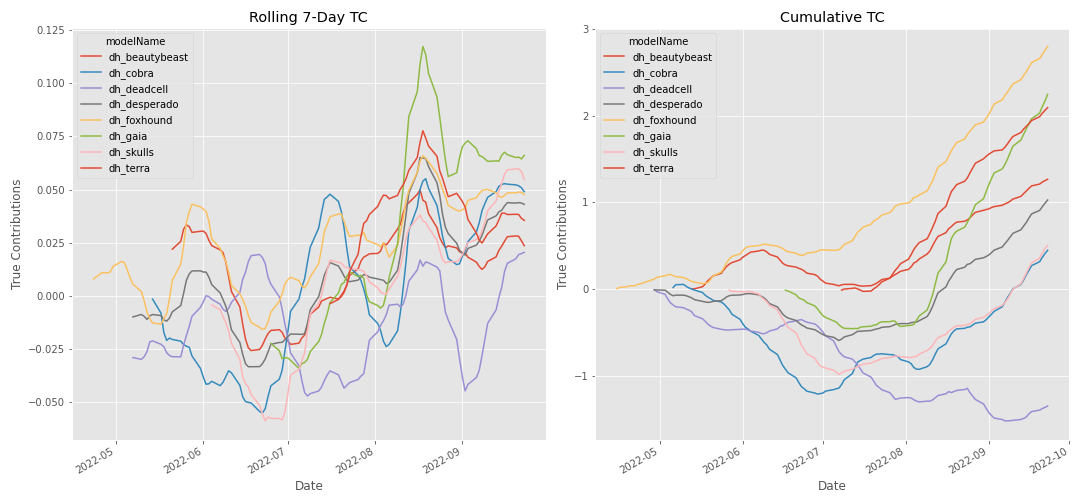 Rolling 7-Day TC
0.125
0.100
0.075
0.050
0.025
0.000
−0.025
−0.050
True Contributions
modelName
dh_beautybeast
dh_cobra
dh_deadcell
dh_desperado
dh_foxhound
dh_gaia
dh_skulls
dh_terra
2022-05
2022-06
2022-07
2022-08
2022-09
Date
Cumulative TC
3
2
1
0
−1
True Contributions
modelName
dh_beautybeast
dh_cobra
dh_deadcell
dh_desperado
dh_foxhound
dh_gaia
dh_skulls
dh_terra
2022-05
2022-06
2022-07
2022-08
2022-09
2022-10
Date